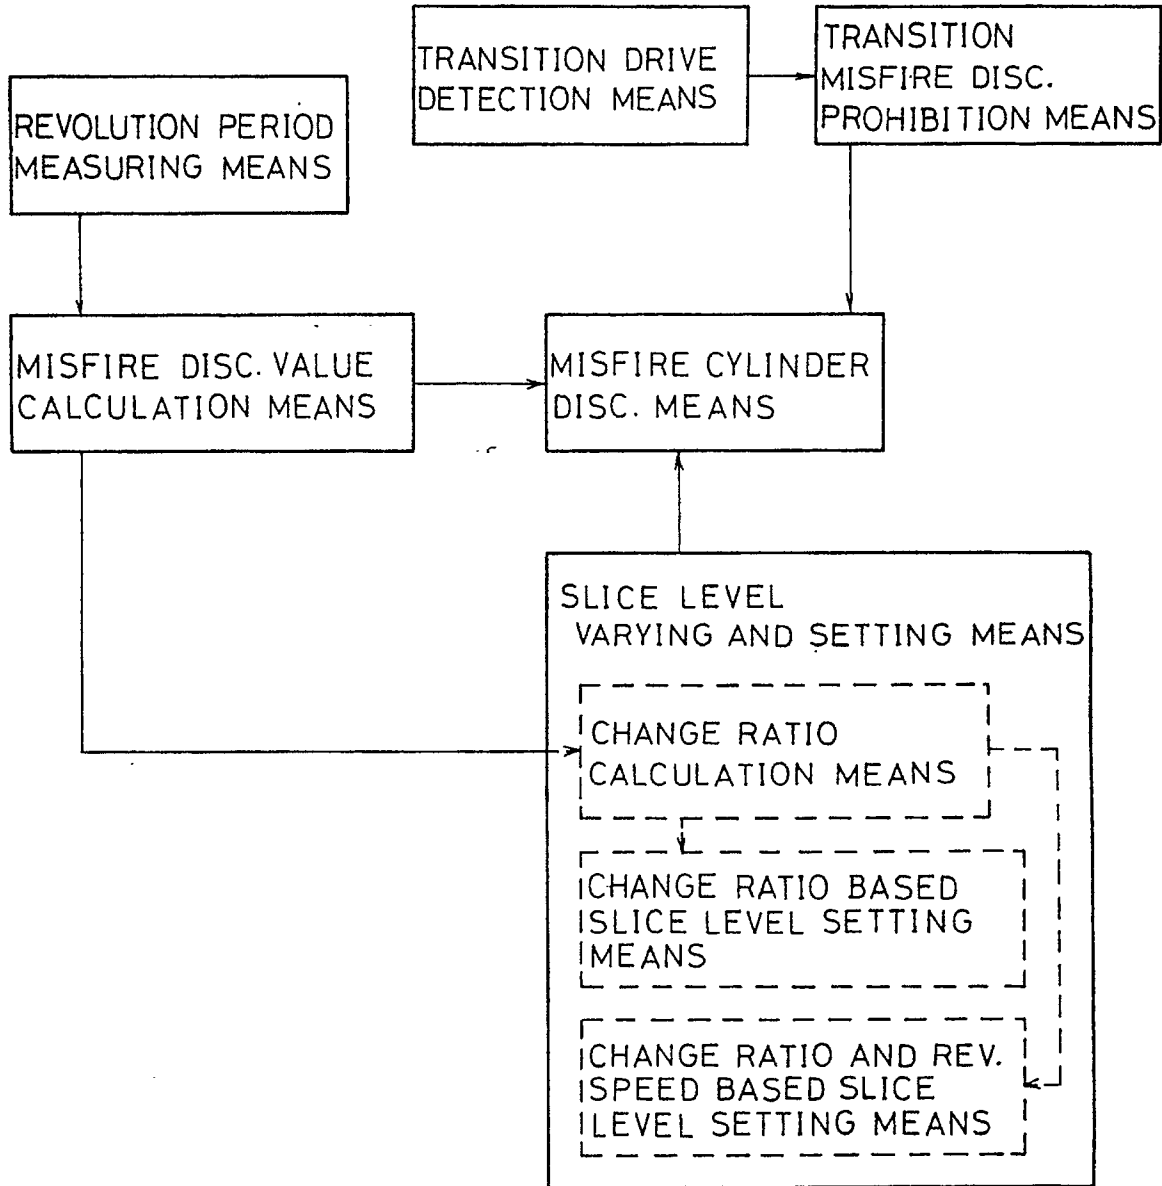 TRANSITION DRIVE
DETECTION MEANS
TRANSITION
MISFIRE DISC.
PROHIBITION MEANS
REVOLUTION PERIOD
MEASURING MEANS
MISFIRE DISC. VALUE
CALCULATION MEANS
MISFIRE CYLINDER
DISC. MEANS
SLICE LEVEL
VARYING AND SETTING MEANS
CHANGE RATIO
CALCULATION MEANS
CHANGE RATIO BASED
SLICE LEVEL SETTING
MEANS
CHANGE RATIO AND REV.
SPEED BASED SLICE
LEVEL SETTING MEANS